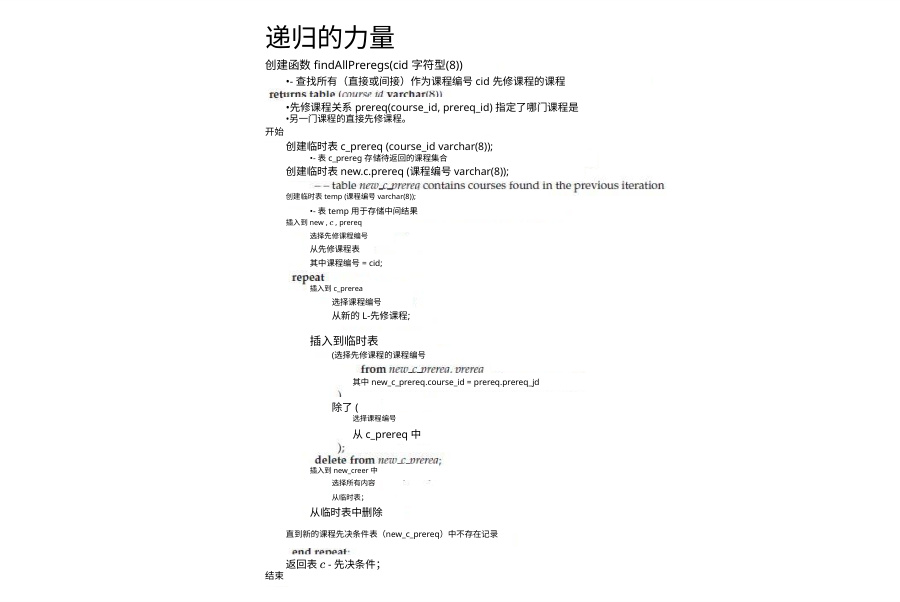 递归的力量
创建函数 findAllPreregs(cid 字符型(8))
•- 查找所有（直接或间接）作为课程编号 cid 先修课程的课程
returns table (course_id varchar(8))
•先修课程关系 prereq(course_id, prereq_id) 指定了哪门课程是
•另一门课程的直接先修课程。
开始
创建临时表 c_prereq (course_id varchar(8));
•- 表 c_prereg 存储待返回的课程集合
创建临时表 new.c.prereq (课程编号 varchar(8));
−− table new_c_prereq contains courses found in the previous iteration
创建临时表 temp (课程编号 varchar(8));
•- 表 temp 用于存储中间结果
插入到 new , c , prereq
选择先修课程编号
从先修课程表
其中课程编号 = cid;
repeat
插入到 c_prerea
选择课程编号
从新的 L-先修课程;
插入到临时表
(选择先修课程的课程编号
from new_c_prereq, prereq
其中 new_c_prereq.course_id = prereq.prereq_jd
)
除了 (
选择课程编号
从 c_prereq 中
);
delete from new_c_prereq;
插入到 new_creer 中
选择所有内容
从临时表；
从临时表中删除
直到新的课程先决条件表（new_c_prereq）中不存在记录
end repeat;
返回表 c - 先决条件；
结束